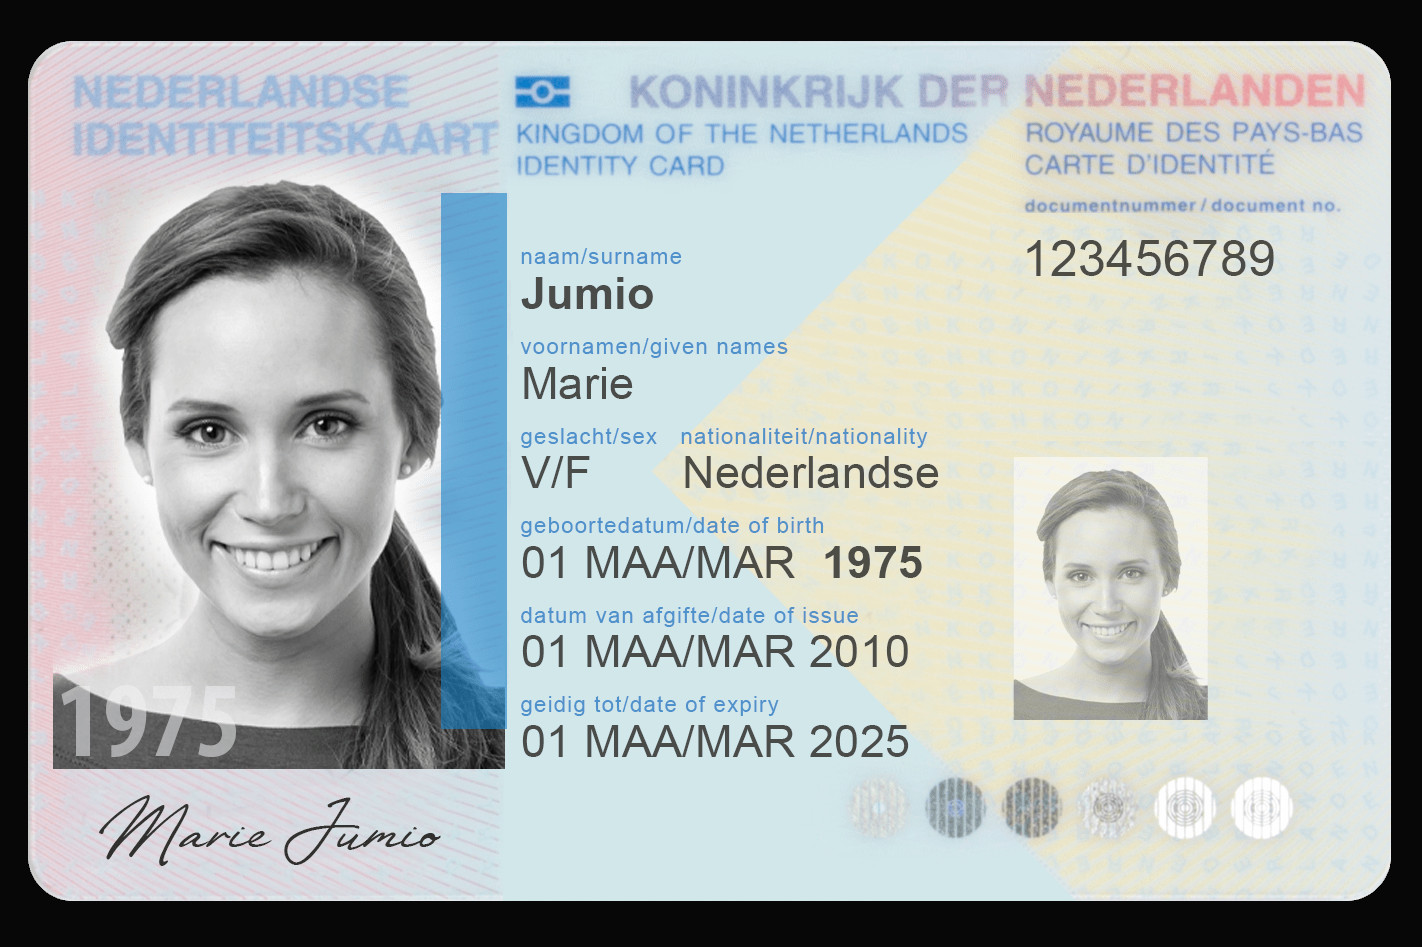 NEDERLANDSE
IDENTITEITSKAART
KONINKRIJK DER NEDERLANDEN
KINGDOM OF THE NETHERLANDS
IDENTITY CARD
ROYAUME DES PAYS-BAS
CARTE D'IDENTITÉ
documentnummer / document no.
123456789
naam/surname
Jumio
voornamen/given names
Marie
geslacht/sex nationaliteit/nationality
V/F Nederlandse
geboortedatum/date of birth
01 MAA/MAR 1975
datum van afgifte/date of issue
01 MAA/MAR 2010
geidig tot/date of expiry
01 MAA/MAR 2025
1975
Marie Jumio